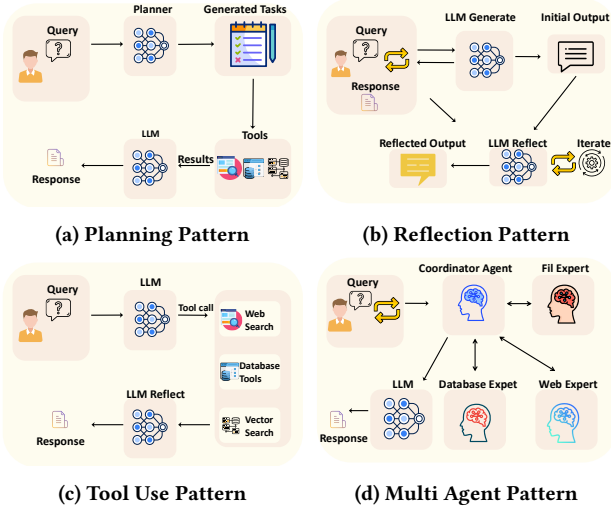 Query
Planner
Generated Tasks
?
LLM
Results
Tools
Response
(a) Planning Pattern
Query
LLM Generate
Initial Output
?
Response
Reflected Output
LLM Reflect
Iterate
(b) Reflection Pattern
Query
LLM
?
Tool call
Web
Search
Database
Tools
LLM Reflect
Vector
Search
Response
(c) Tool Use Pattern
Query
Coordinator Agent
Fil Expert
?
LLM
Database Expet
Web Expert
Response
(d) Multi Agent Pattern